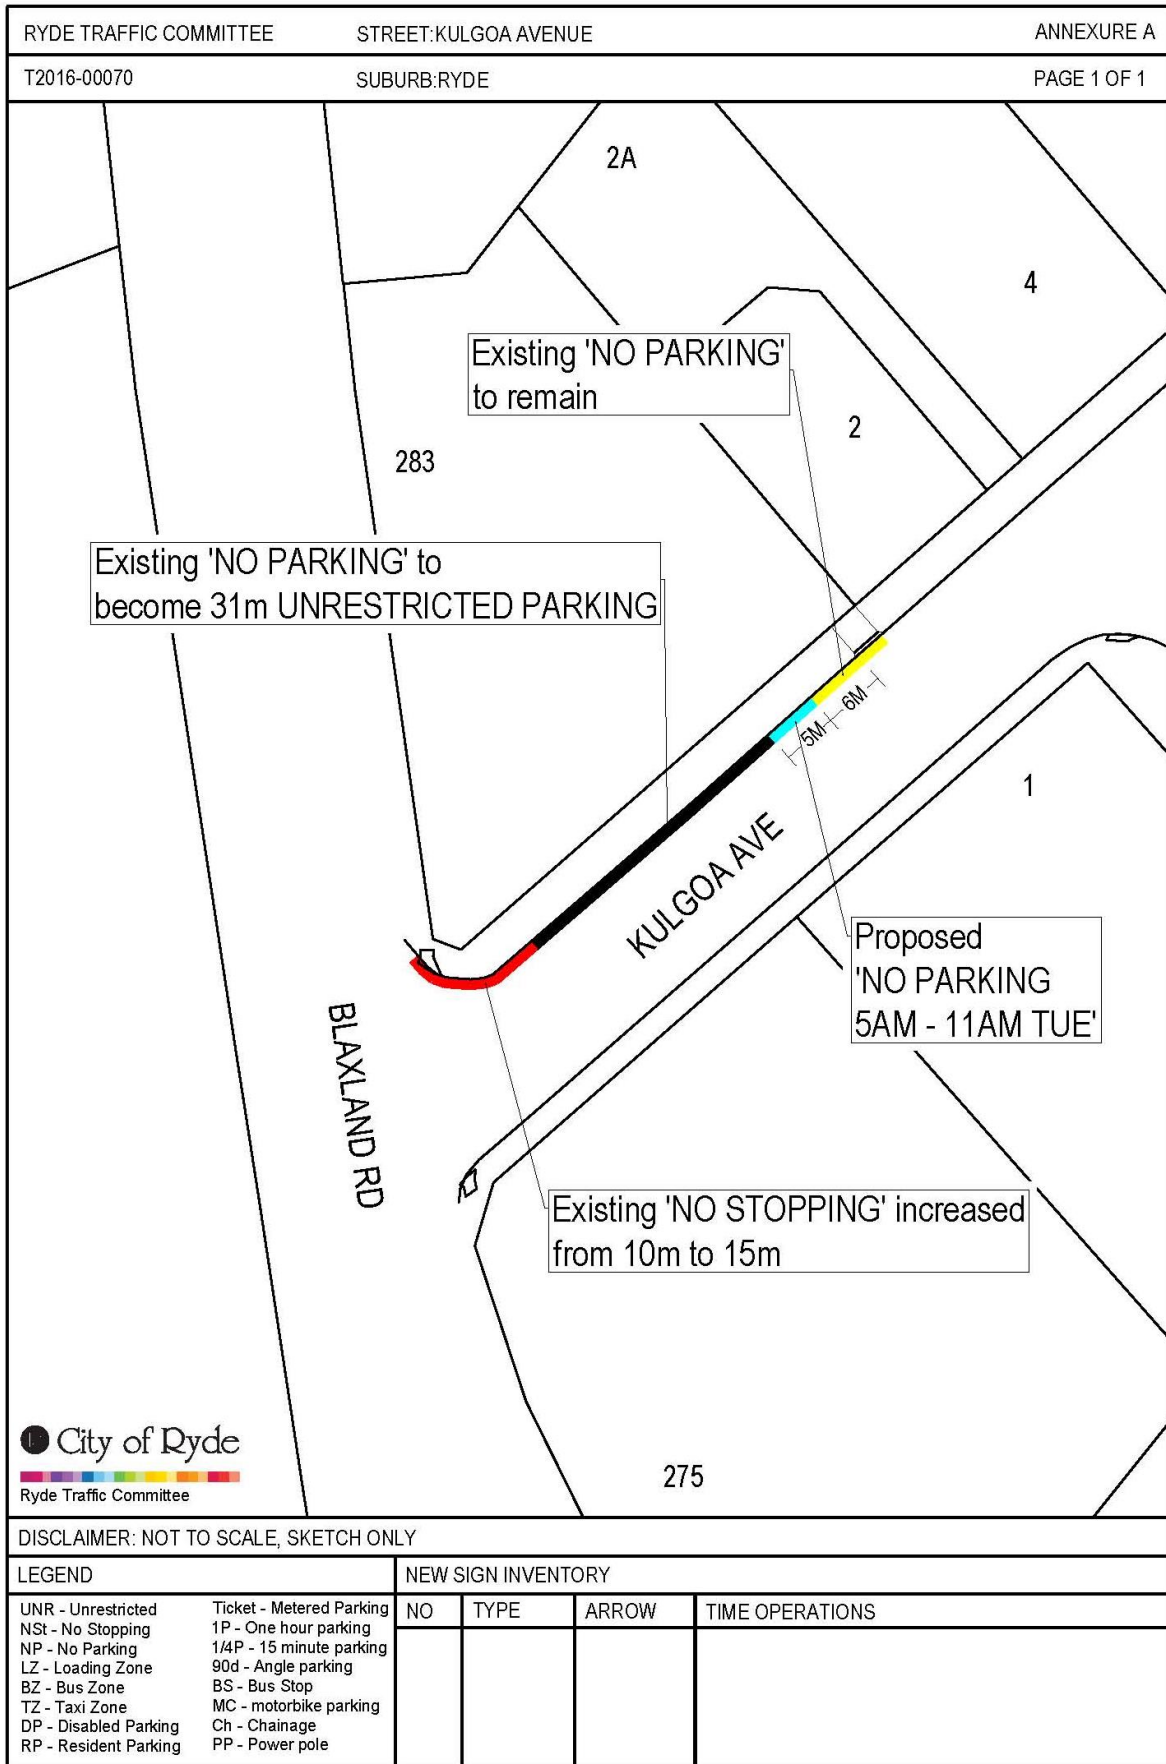 RYDE TRAFFIC COMMITTEE STREET:KULGOA AVENUE ANNEXURE A
T2016-00070 SUBURB:RYDE PAGE 1 OF 1
2A
4
Existing 'NO PARKING'
to remain
2
283
Existing 'NO PARKING' to
become 31m UNRESTRICTED PARKING
6M
5M
1
KULGOA AVE
Proposed
'NO PARKING
5AM - 11AM TUE'
BLAXLAND RD
Existing 'NO STOPPING' increased
from 10m to 15m
City of Ryde
Ryde Traffic Committee
275
DISCLAIMER: NOT TO SCALE, SKETCH ONLY
LEGEND
UNR - Unrestricted
NSt - No Stopping
NP - No Parking
LZ - Loading Zone
BZ - Bus Zone
TZ - Taxi Zone
DP - Disabled Parking
RP - Resident Parking
Ticket - Metered Parking
1P - One hour parking
1/4P - 15 minute parking
90d - Angle parking
BS - Bus Stop
MC - motorbike parking
Ch - Chainage
PP - Power pole
NEW SIGN INVENTORY
NO TYPE ARROW TIME OPERATIONS